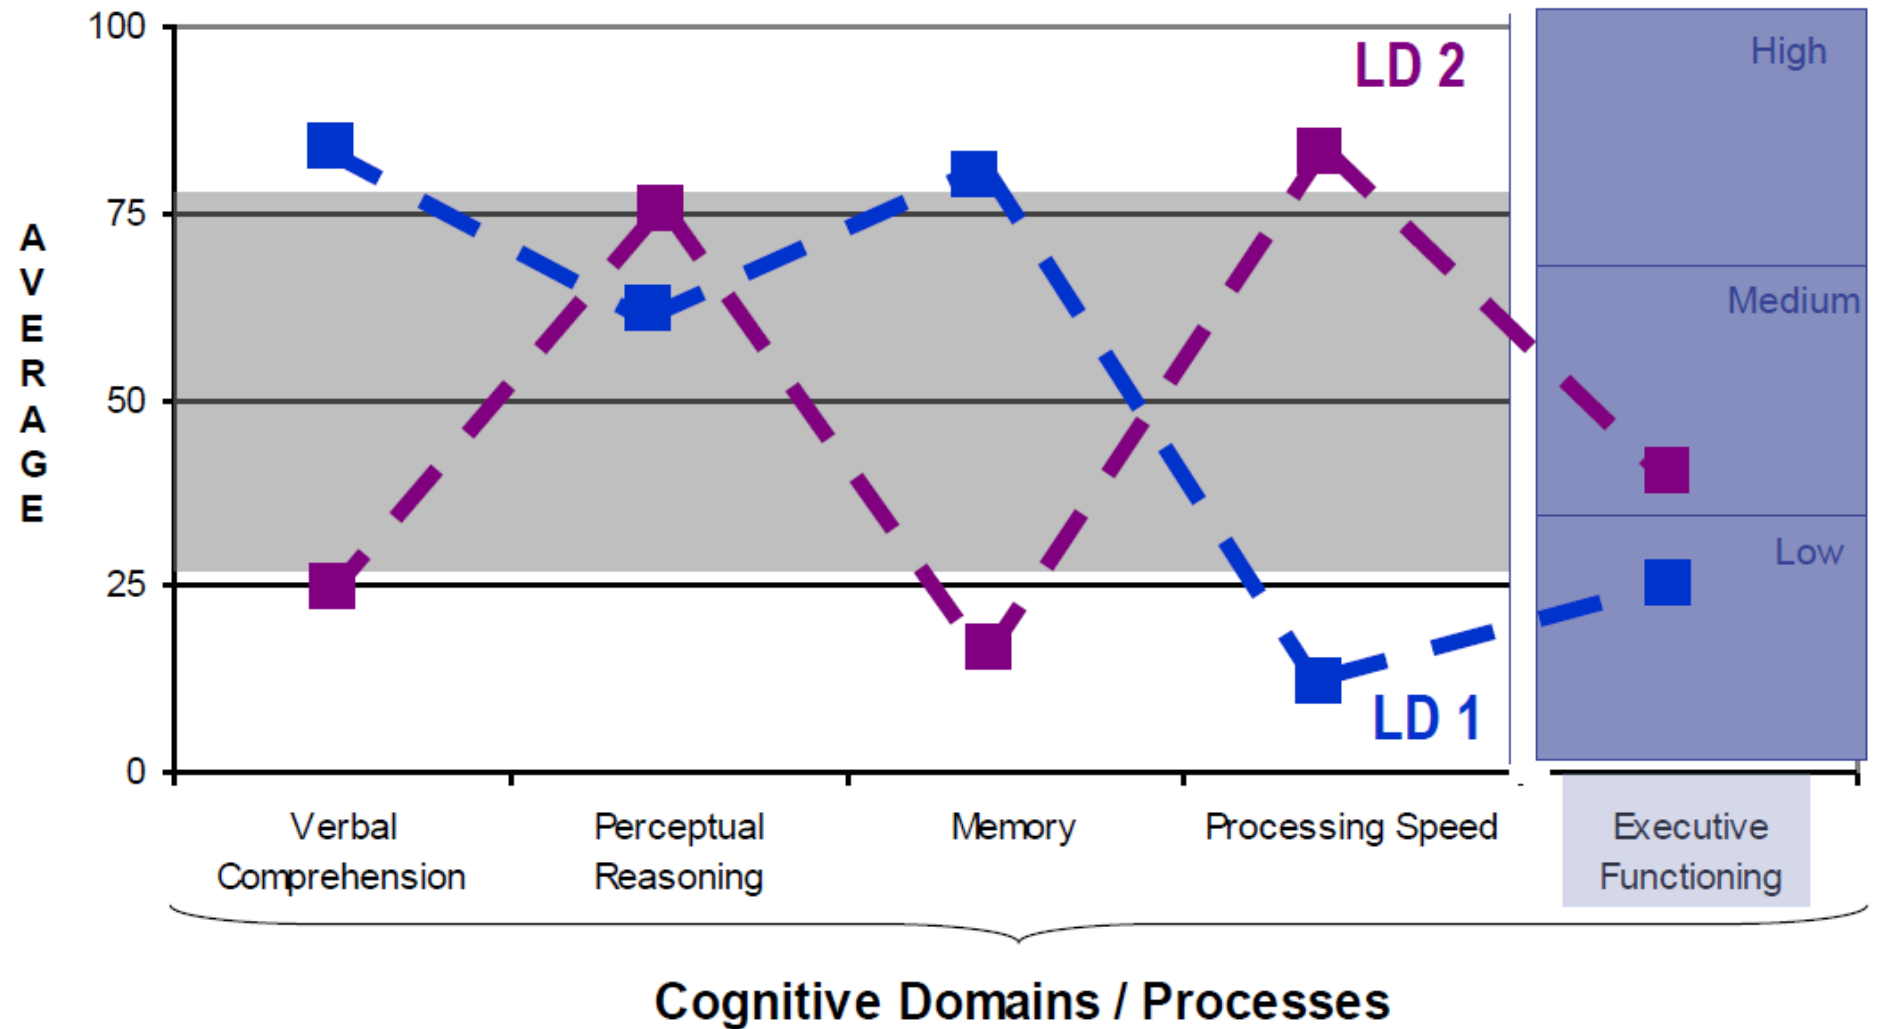 100
75
50
25
0
A
V
E
R
A
G
E
LD 2
LD 1
High
Medium
Low
Verbal
Comprehension
Perceptual
Reasoning
Memory
Processing Speed
Executive
Functioning
Cognitive Domains / Processes